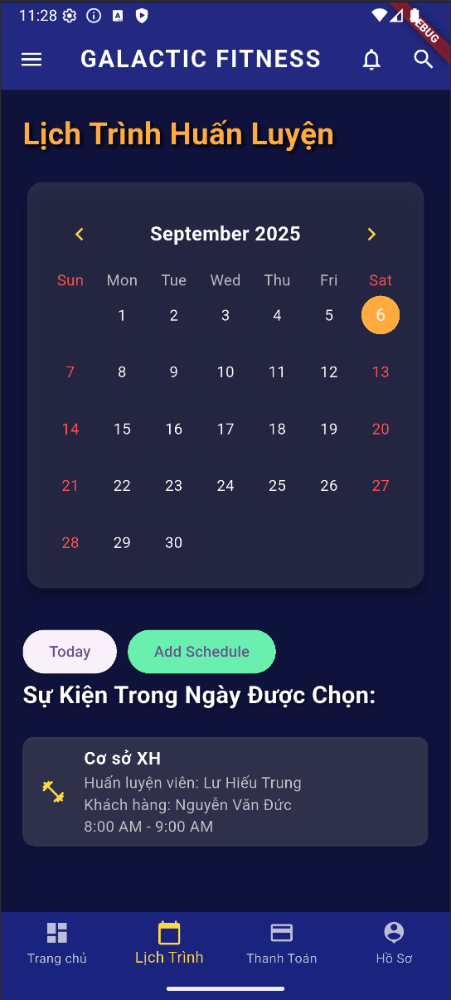 11:28
DEBUG
GALACTIC FITNESS
Lịch Trình Huấn Luyện
September 2025
Sun Mon Tue Wed Thu Fri Sat
1 2 3 4 5 6
7 8 9 10 11 12 13
14 15 16 17 18 19 20
21 22 23 24 25 26 27
28 29 30
Today Add Schedule
Sự Kiện Trong Ngày Được Chọn:
Cơ sở XH
Huấn luyện viên: Lư Hiếu Trung
Khách hàng: Nguyễn Văn Đức
8:00 AM - 9:00 AM
Trang chủ Lịch Trình Thanh Toán Hồ Sơ